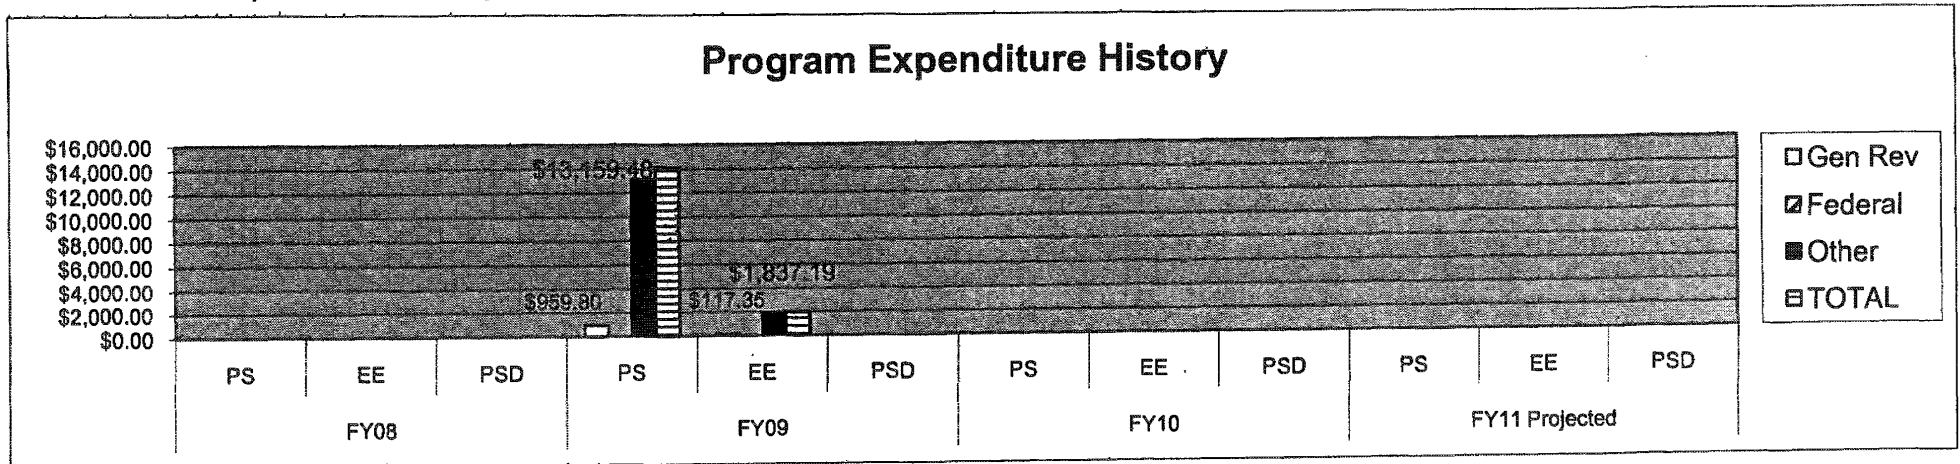 Program Expenditure History
$16,000.00
$14,000.00
$12,000.00
$10,000.00
$8,000.00
$6,000.00
$4,000.00
$2,000.00
$0.00
$13,159.48
$1,837.19
$959.80
$117.35
Gen Rev
Federal
Other
TOTAL
PS EE PSD PS EE PSD PS EE PSD PS EE PSD
FY08 FY09 FY10 FY11 Projected